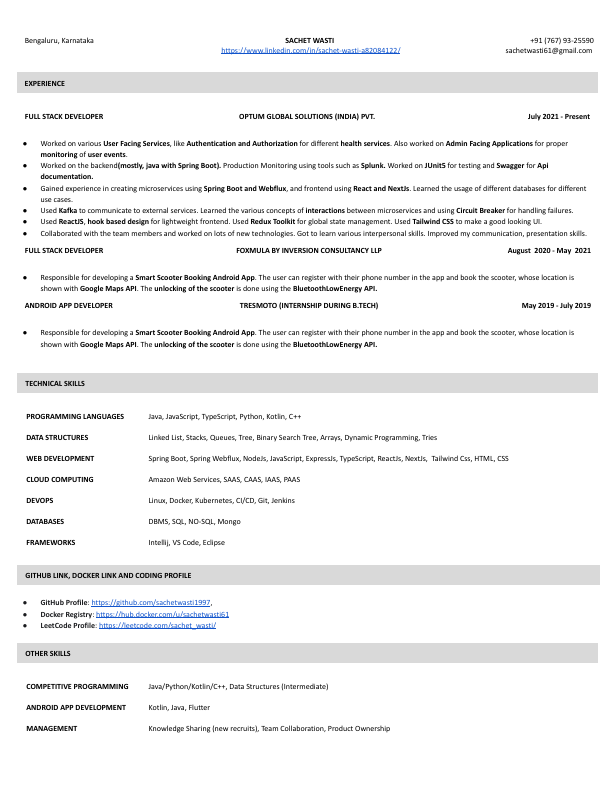 Bengaluru, Karnataka SACHET WASTI +91 (767) 93-25590
https://www.linkedin.com/in/sachet-wasti-a82084122/ sachetwasti61@gmail.com
EXPERIENCE
FULL STACK DEVELOPER OPTUM GLOBAL SOLUTIONS (INDIA) PVT. July 2021 - Present
● Worked on various User Facing Services, like Authentication and Authorization for different health services. Also worked on Admin Facing Applications for proper
monitoring of user events.
● Worked on the backend(mostly, java with Spring Boot). Production Monitoring using tools such as Splunk. Worked on JUnit5 for testing and Swagger for Api
documentation.
● Gained experience in creating microservices using Spring Boot and Webflux, and frontend using React and NextJs. Learned the usage of different databases for different
use cases.
● Used Kafka to communicate to external services. Learned the various concepts of interactions between microservices and using Circuit Breaker for handling failures.
● Used ReactJS, hook based design for lightweight frontend. Used Redux Toolkit for global state management. Used Tailwind CSS to make a good looking UI.
● Collaborated with the team members and worked on lots of new technologies. Got to learn various interpersonal skills. Improved my communication, presentation skills.
FULL STACK DEVELOPER FOXMULA BY INVERSION CONSULTANCY LLP August 2020 - May 2021
● Responsible for developing a Smart Scooter Booking Android App. The user can register with their phone number in the app and book the scooter, whose location is
shown with Google Maps API. The unlocking of the scooter is done using the BluetoothLowEnergy API.
ANDROID APP DEVELOPER TRESMOTO (INTERNSHIP DURING B.TECH) May 2019 - July 2019
● Responsible for developing a Smart Scooter Booking Android App. The user can register with their phone number in the app and book the scooter, whose location is
shown with Google Maps API. The unlocking of the scooter is done using the BluetoothLowEnergy API.
TECHNICAL SKILLS
PROGRAMMING LANGUAGES Java, JavaScript, TypeScript, Python, Kotlin, C++
DATA STRUCTURES Linked List, Stacks, Queues, Tree, Binary Search Tree, Arrays, Dynamic Programming, Tries
WEB DEVELOPMENT Spring Boot, Spring Webflux, NodeJs, JavaScript, ExpressJs, TypeScript, ReactJs, NextJs, Tailwind Css, HTML, CSS
CLOUD COMPUTING Amazon Web Services, SAAS, CAAS, IAAS, PAAS
DEVOPS Linux, Docker, Kubernetes, CI/CD, Git, Jenkins
DATABASES DBMS, SQL, NO-SQL, Mongo
FRAMEWORKS Intellij, VS Code, Eclipse
GITHUB LINK, DOCKER LINK AND CODING PROFILE
● GitHub Profile: https://github.com/sachetwasti1997,
● Docker Registry: https://hub.docker.com/u/sachetwasti61
● LeetCode Profile: https://leetcode.com/sachet_wasti/
OTHER SKILLS
COMPETITIVE PROGRAMMING Java/Python/Kotlin/C++, Data Structures (Intermediate)
ANDROID APP DEVELOPMENT Kotlin, Java, Flutter
MANAGEMENT Knowledge Sharing (new recruits), Team Collaboration, Product Ownership